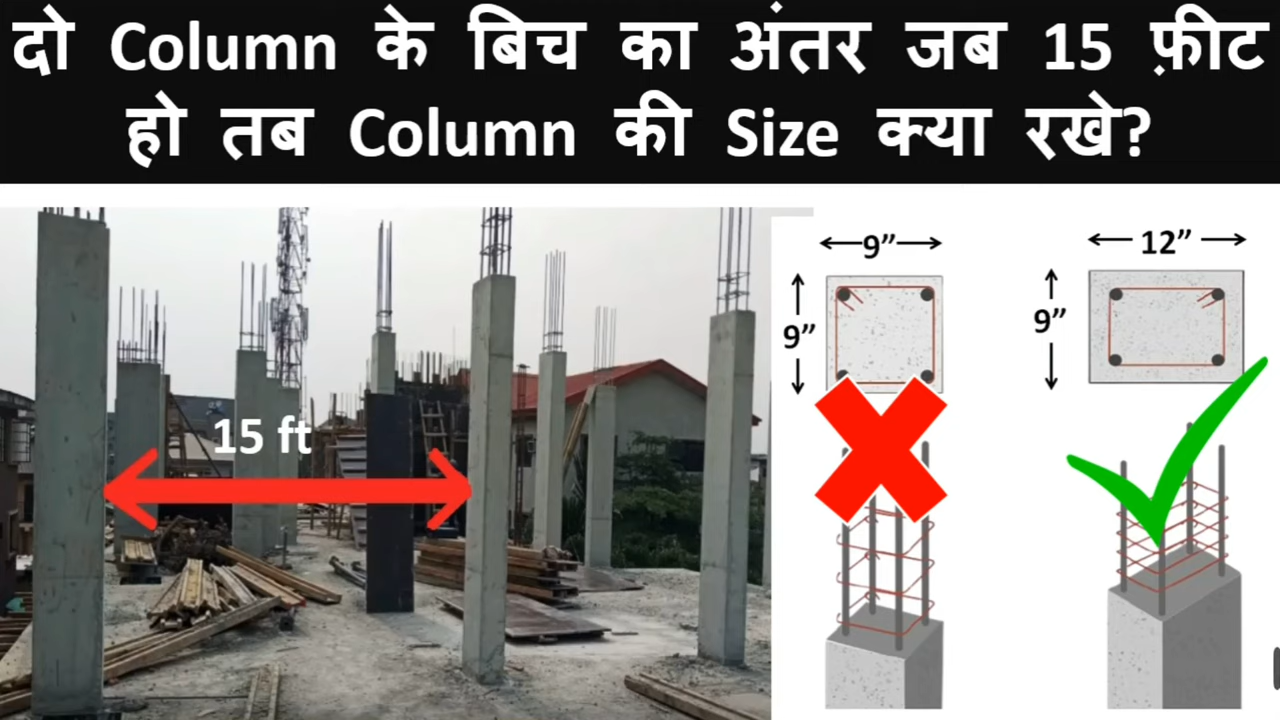 दो Column के बिच का अंतर जब 15 फ़ीट
हो तब Column की Size क्या रखे?
15 ft
9”
9”
12”
9”